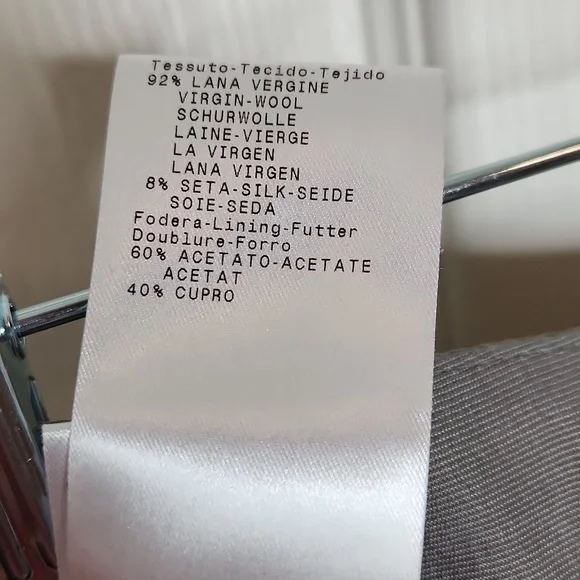 Tessuto-Tecido-Tejido
92% LANA VERGINE
VIRGIN-WOOL
SCHURWOLLE
LAINE-VIERGE
LA VIRGEN
LANA VIRGEN
8% SETA-SILK-SEIDE
SOIE-SEDA
Fodera-Lining-Futter
Doublure-Forro
60% ACETATO-ACETATE
ACETAT
40% CUPRO